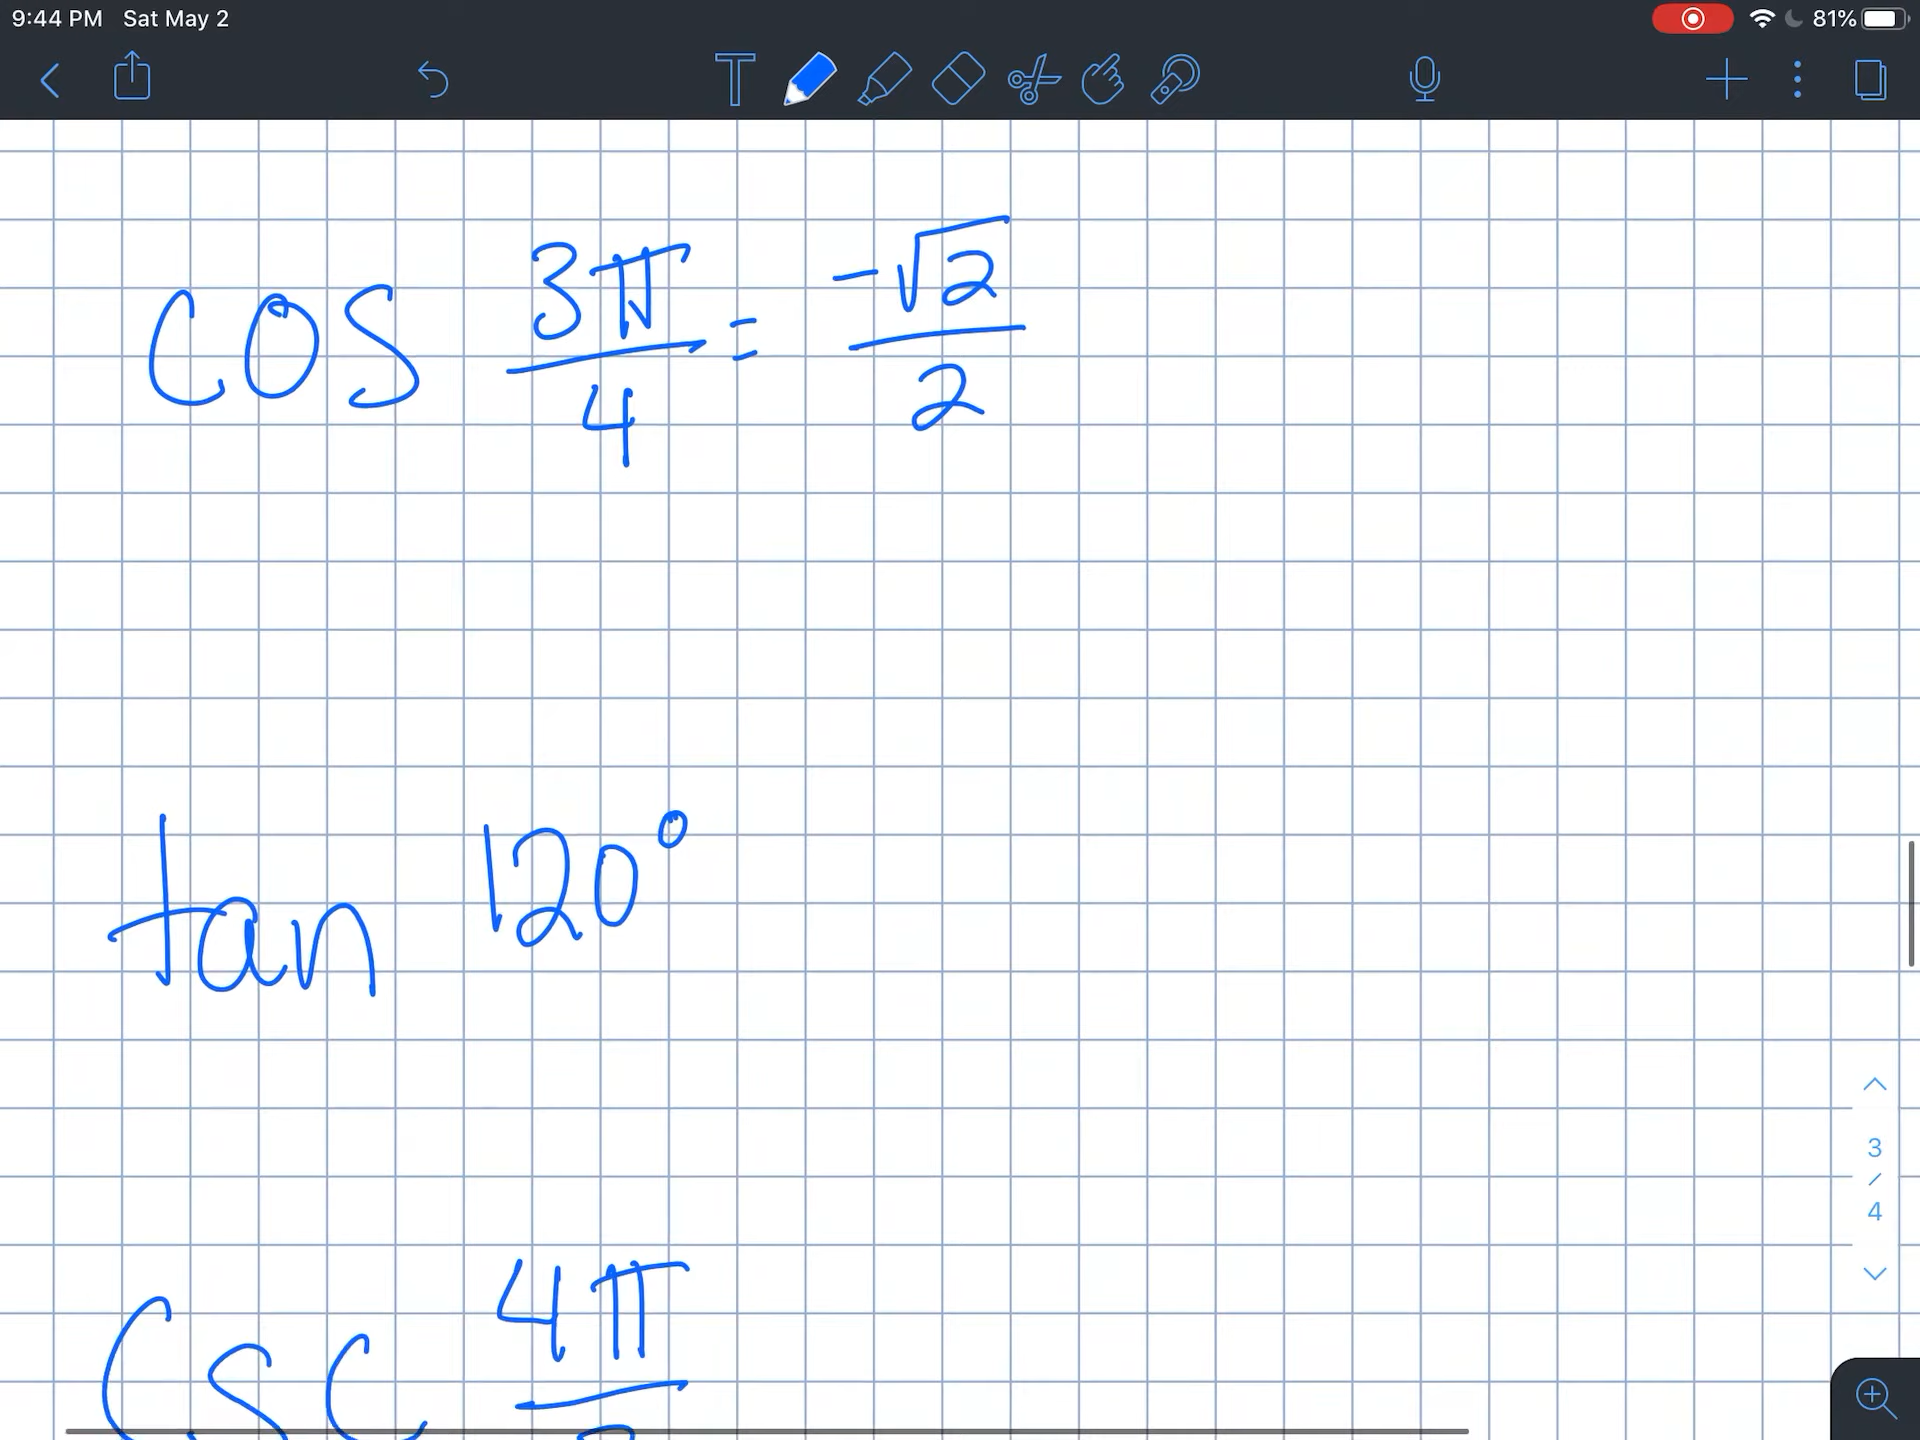 9:44 PM Sat May 2 81%
T
cos 3π/4 = -√2/2
tan 120°
3
/
4
csc 4π